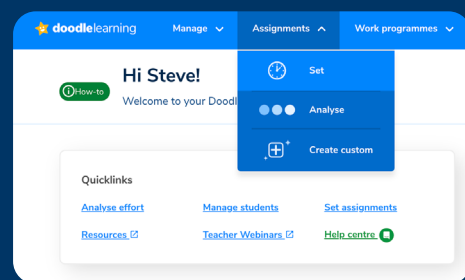 doodlelearning Manage Assignments Work programmes
Hi Steve!
How-to
Welcome to your Doodl
Set
Analyse
Create custom
Quicklinks
Analyse effort Manage students Set assignments
Resources Teacher Webinars Help centre